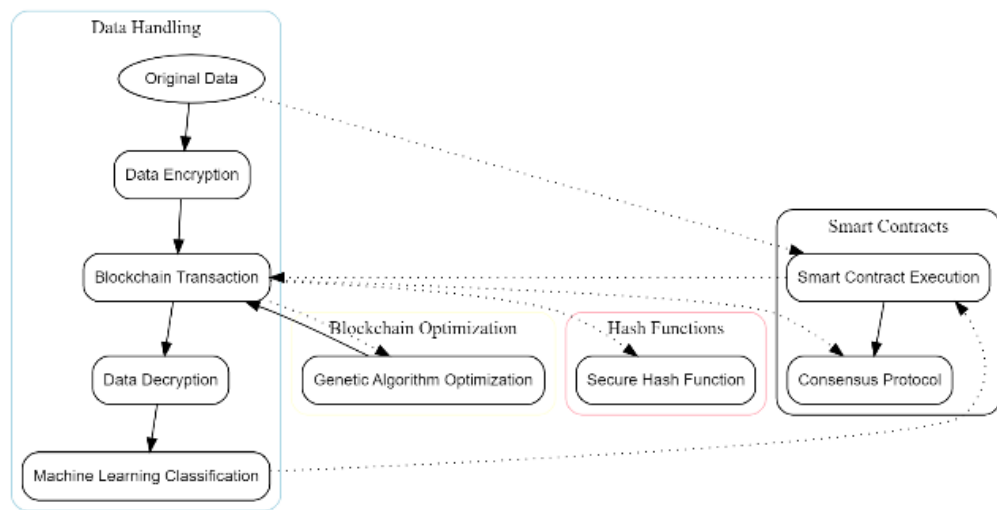 Data Handling
Original Data
Data Encryption
Smart Contracts
Blockchain Transaction
Smart Contract Execution
Blockchain Optimization
Hash Functions
Data Decryption
Genetic Algorithm Optimization
Secure Hash Function
Consensus Protocol
Machine Learning Classification